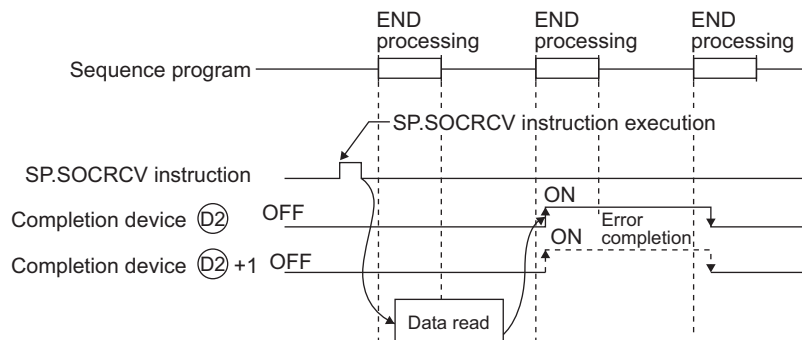 END processing
END processing
END processing
Sequence program
SP.SOCRCV instruction execution
SP.SOCRCV instruction
Completion device D2 OFF
ON
Error completion
Completion device D2 +1 OFF
ON
Data read